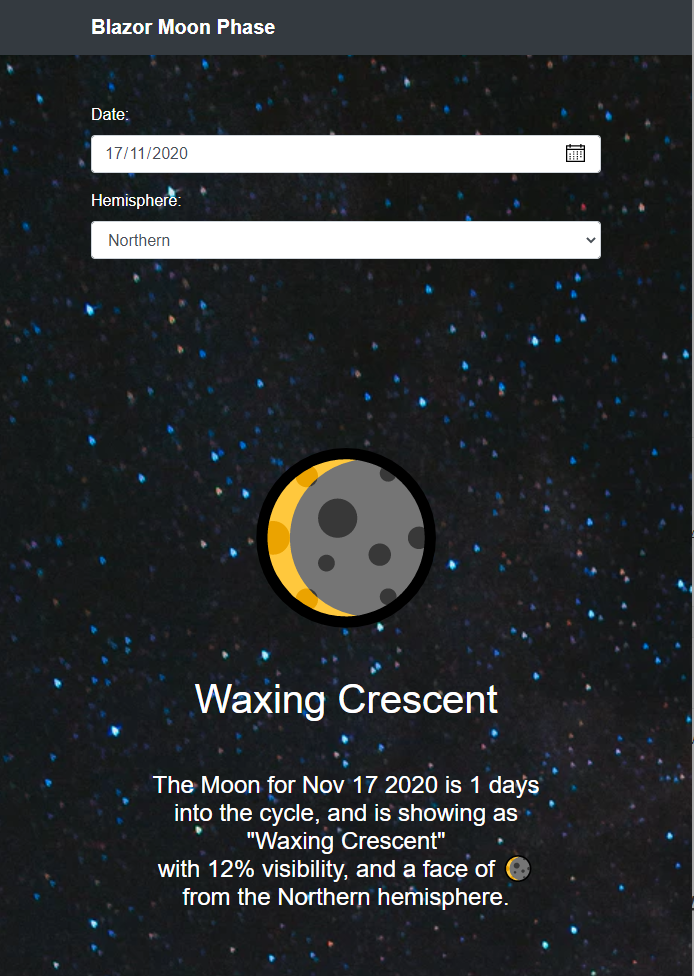 Blazor Moon Phase
Date:
17/11/2020
Hemisphere:
Northern
Waxing Crescent
The Moon for Nov 17 2020 is 1 days
into the cycle, and is showing as
"Waxing Crescent"
with 12% visibility, and a face of
from the Northern hemisphere.